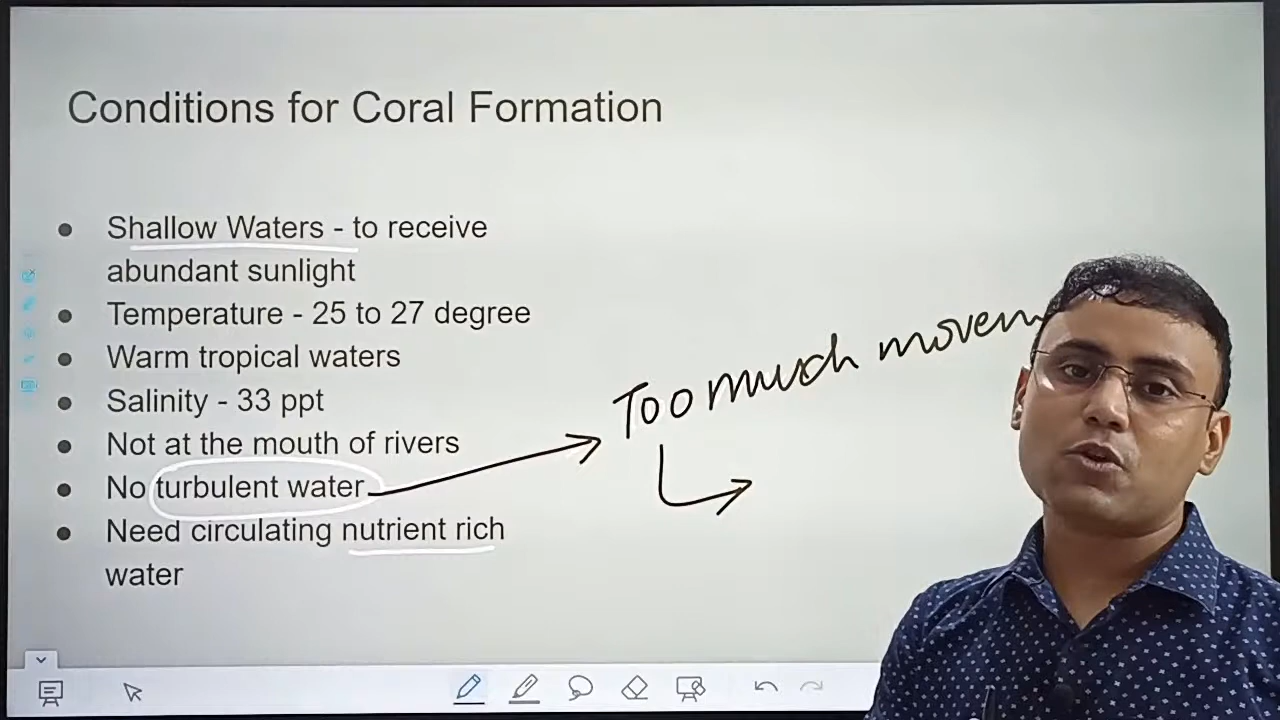 Conditions for Coral Formation
Shallow Waters - to receive
abundant sunlight
Temperature - 25 to 27 degree
Warm tropical waters
Salinity - 33 ppt
Not at the mouth of rivers
No turbulent water
Need circulating nutrient rich
water
Too much movem